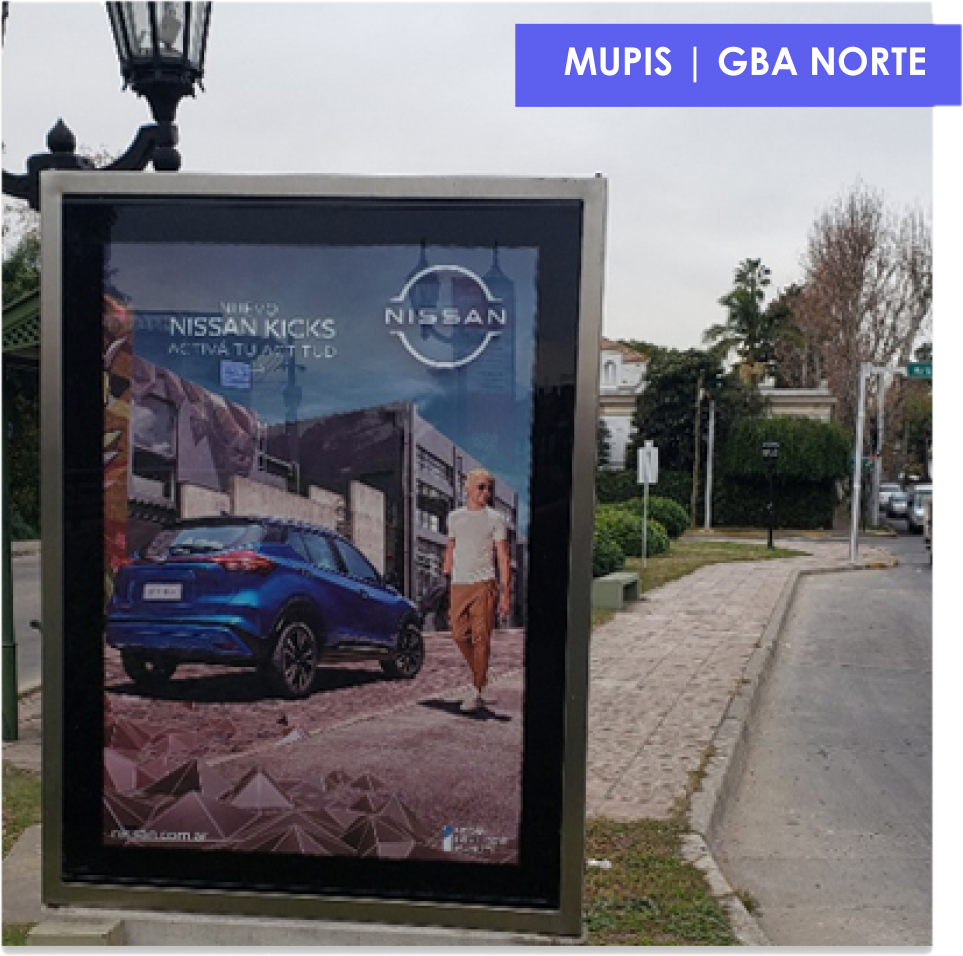 MUPIS | GBA NORTE
NUEVO
NISSAN KICKS
ACTIVÁ TU ACTITUD
NISSAN
nissan.com.ar